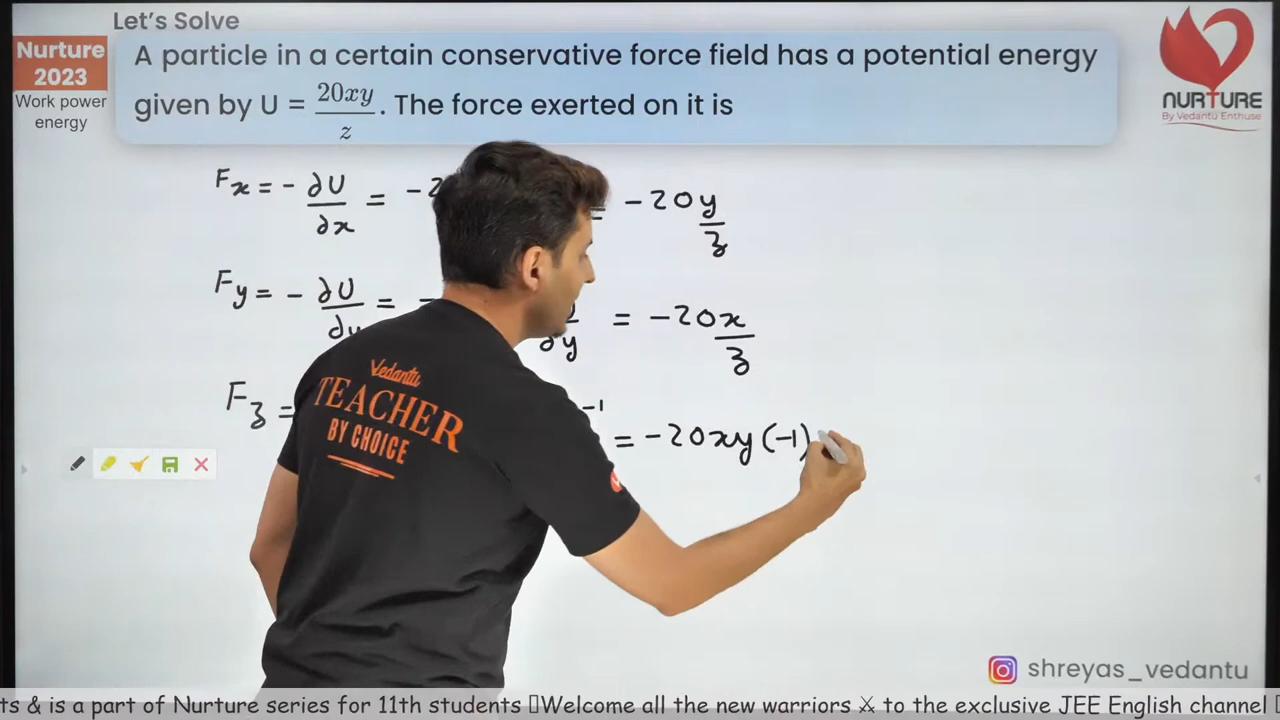 Let's Solve
Nurture
2023
Work power
energy
A particle in a certain conservative force field has a potential energy
given by U = 20xy/z. The force exerted on it is
NURTURE
By Vedantu Enthuse
Fx = - ∂U/∂x = -2 = -20y/z
Fy = - ∂U/∂y = - ∂y = -20x/z
Fz = -1 = -20xy(-1)
Vedantu
TEACHER
BY CHOICE
shreyas_vedantu
ts & is a part of Nurture series for 11th students Welcome all the new warriors ⚔ to the exclusive JEE English channel